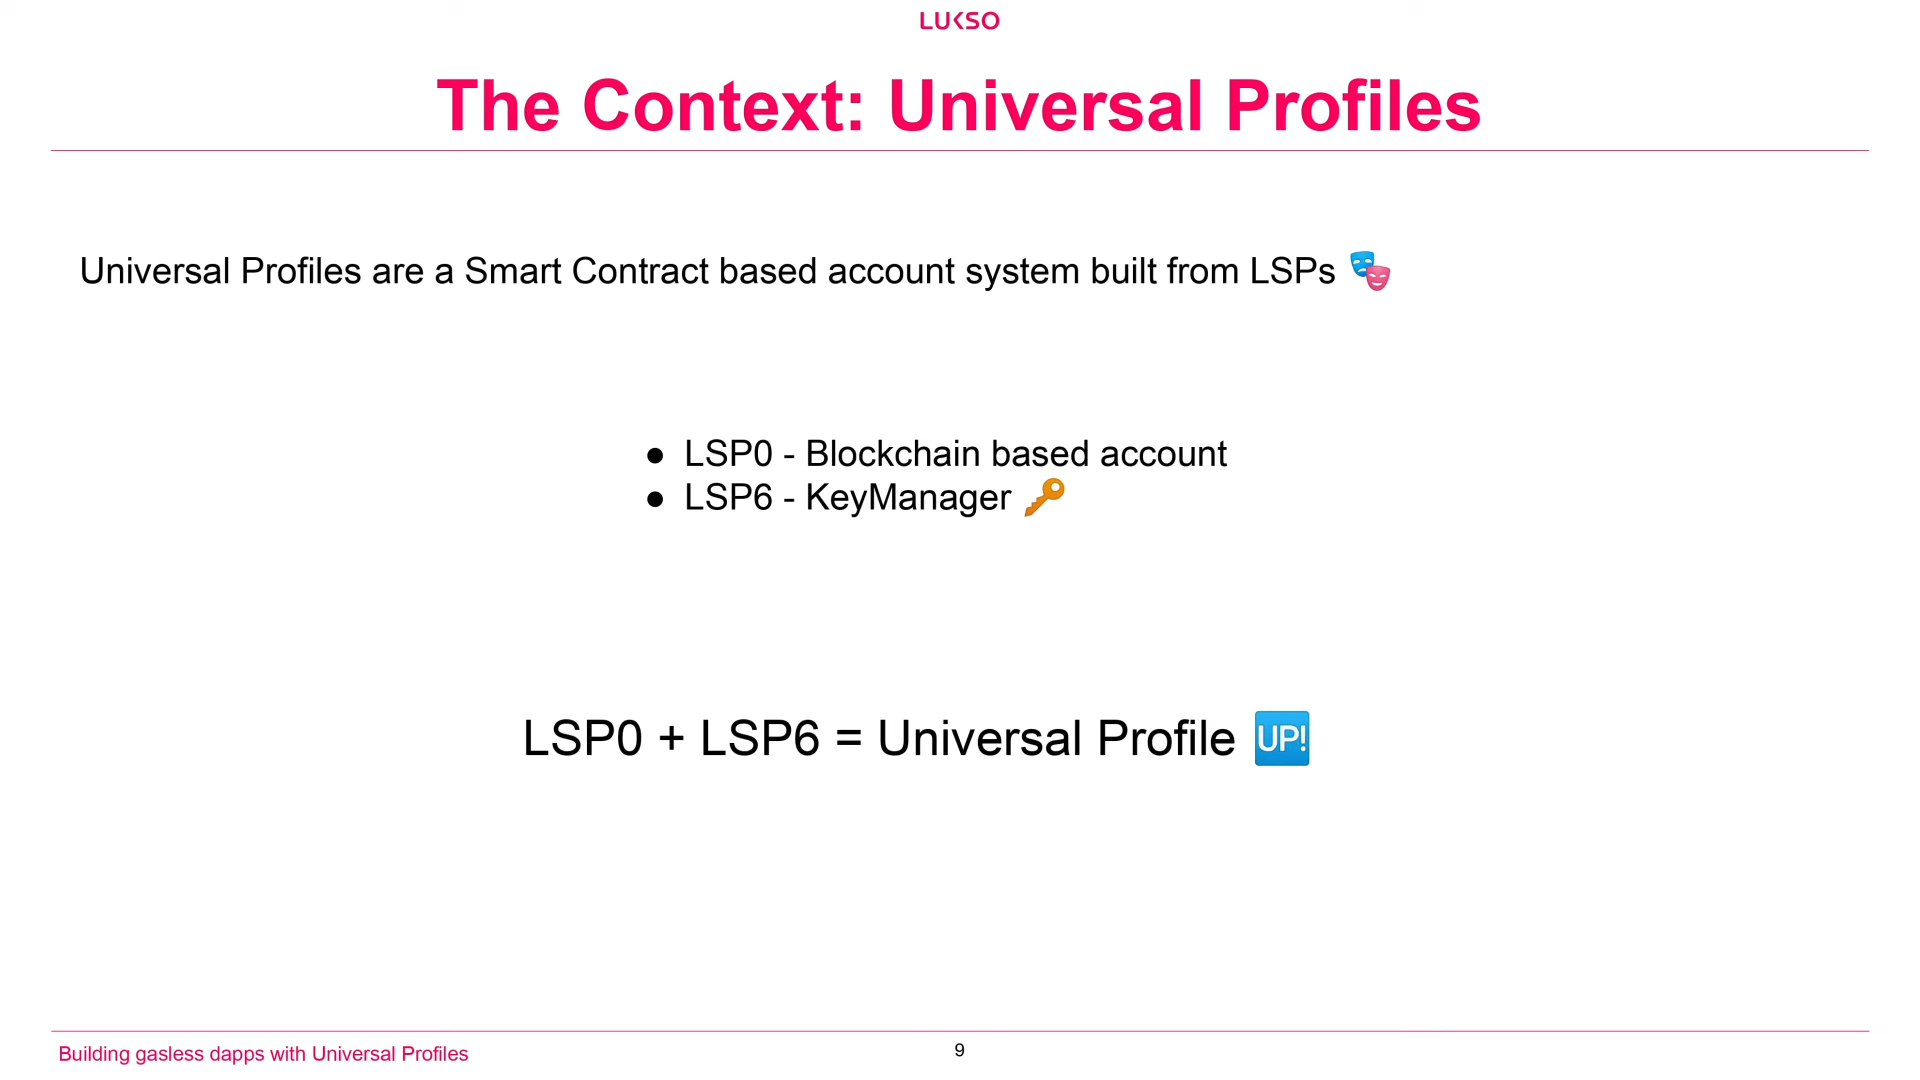 LUKSO
The Context: Universal Profiles
Universal Profiles are a Smart Contract based account system built from LSPs 🎭
● LSP0 - Blockchain based account
● LSP6 - KeyManager 🔑
LSP0 + LSP6 = Universal Profile 🆙
Building gasless dapps with Universal Profiles
9